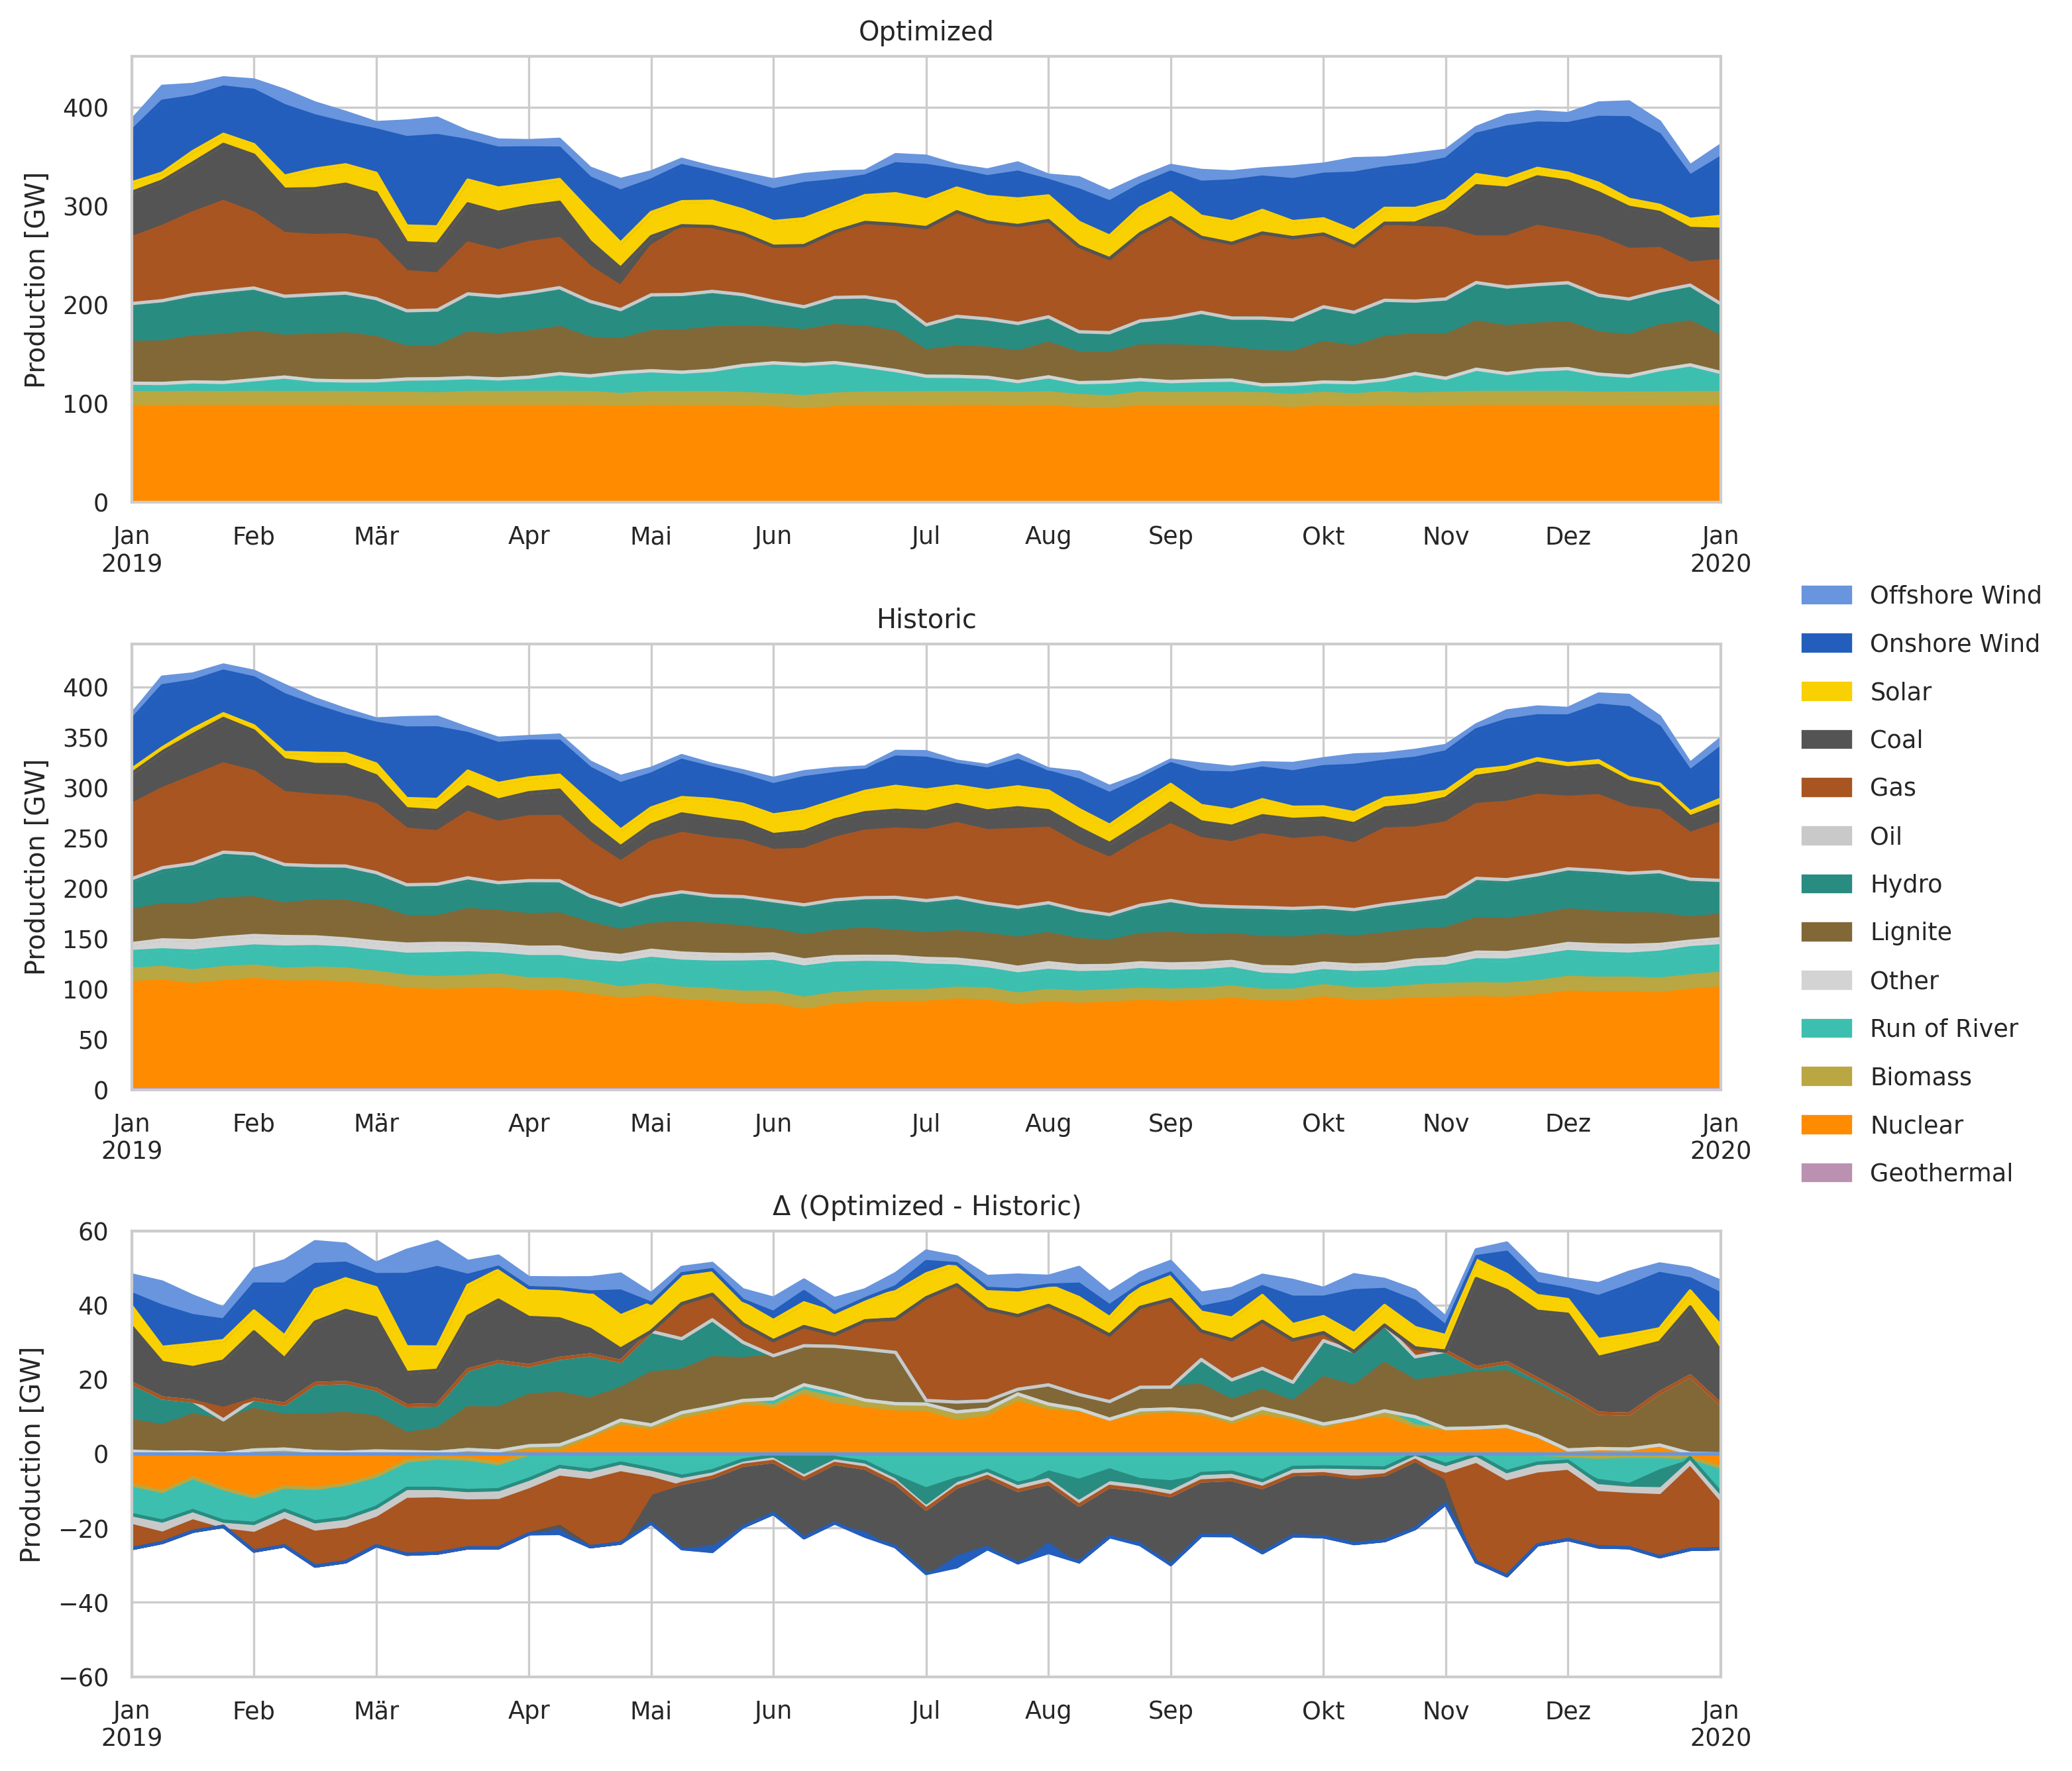 Optimized
Production [GW]
400
300
200
100
0
Jan Feb Mär Apr Mai Jun Jul Aug Sep Okt Nov Dez Jan
2019 2020
Historic
Production [GW]
400
350
300
250
200
150
100
50
0
Jan Feb Mär Apr Mai Jun Jul Aug Sep Okt Nov Dez Jan
2019 2020
Δ (Optimized - Historic)
Production [GW]
60
40
20
0
−20
−40
−60
Jan Feb Mär Apr Mai Jun Jul Aug Sep Okt Nov Dez Jan
2019 2020
Offshore Wind
Onshore Wind
Solar
Coal
Gas
Oil
Hydro
Lignite
Other
Run of River
Biomass
Nuclear
Geothermal